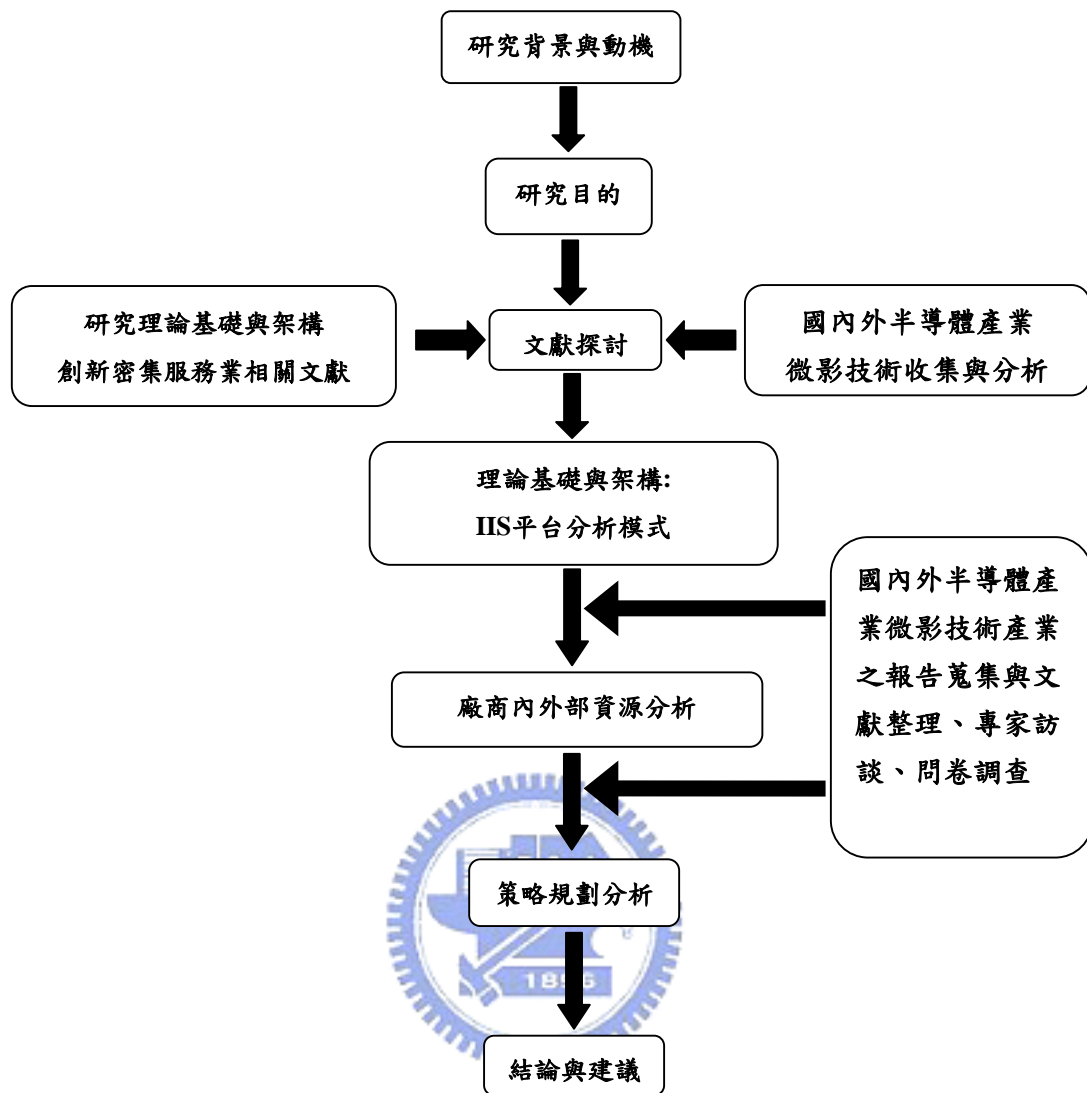 研究背景與動機
研究目的
研究理論基礎與架構
創新密集服務業相關文獻
文獻探討
國內外半導體產業
微影技術收集與分析
理論基礎與架構:
IIS平台分析模式
國內外半導體產
業微影技術產業
之報告蒐集與文
獻整理、專家訪
談、問卷調查
廠商內外部資源分析
策略規劃分析
1896
結論與建議